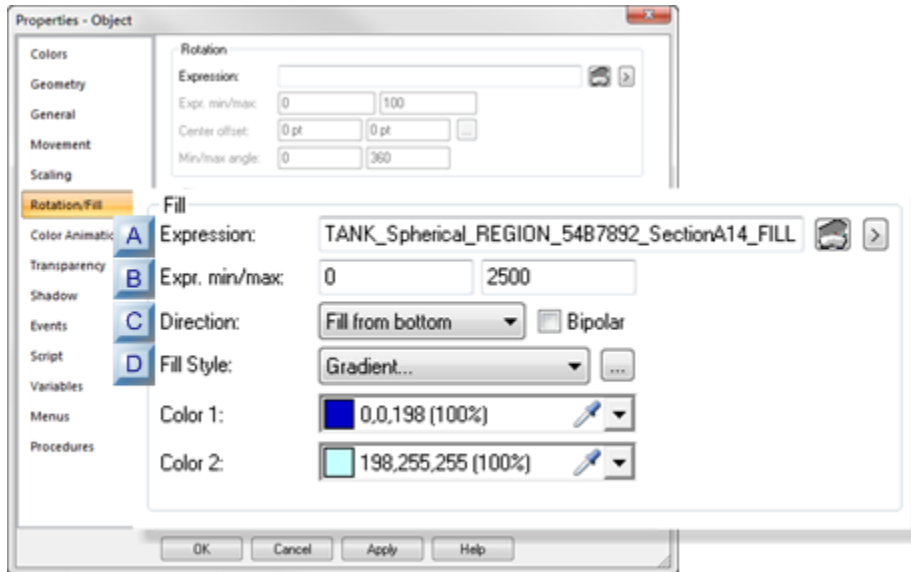 Properties - Object
Colors
Geometry
General
Movement
Scaling
Rotation/Fill
Color Animatio
Transparency
Shadow
Events
Script
Variables
Menus
Procedures
Rotation
Expression:
Expr. min/max: 0 100
Center offset: 0 pt 0 pt ...
Min/max angle: 0 360
Fill
A Expression: TANK_Spherical_REGION_54B7892_SectionA14_FILL >
B Expr. min/max: 0 2500
C Direction: Fill from bottom Bipolar
D Fill Style: Gradient... ...
Color 1: 0,0,198 (100%)
Color 2: 198,255,255 (100%)
OK Cancel Apply Help